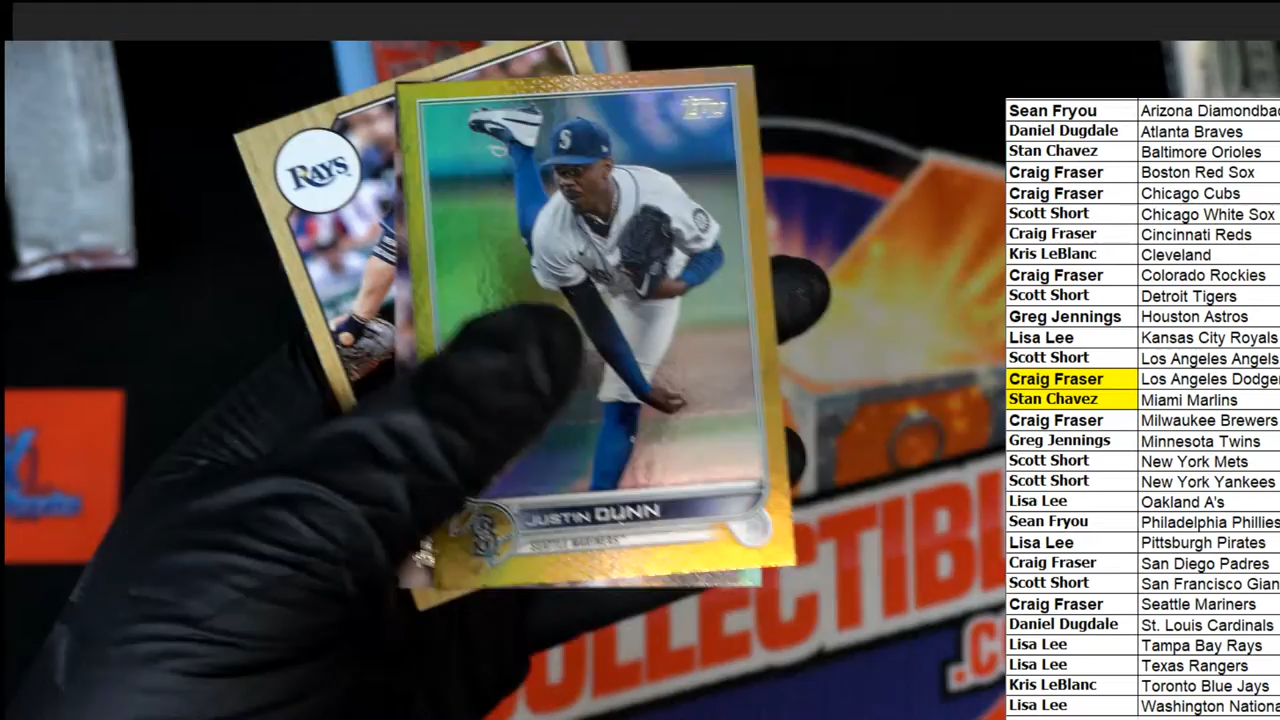 RAYS
S
topps
JUSTIN DUNN
SEATTLE MARINERS
COLLECTIBL
.C
Sean Fryou Arizona Diamondbac
Daniel Dugdale Atlanta Braves
Stan Chavez Baltimore Orioles
Craig Fraser Boston Red Sox
Craig Fraser Chicago Cubs
Scott Short Chicago White Sox
Craig Fraser Cincinnati Reds
Kris LeBlanc Cleveland
Craig Fraser Colorado Rockies
Scott Short Detroit Tigers
Greg Jennings Houston Astros
Lisa Lee Kansas City Royals
Scott Short Los Angeles Angels
Craig Fraser Los Angeles Dodger
Stan Chavez Miami Marlins
Craig Fraser Milwaukee Brewers
Greg Jennings Minnesota Twins
Scott Short New York Mets
Scott Short New York Yankees
Lisa Lee Oakland A's
Sean Fryou Philadelphia Phillies
Lisa Lee Pittsburgh Pirates
Craig Fraser San Diego Padres
Scott Short San Francisco Gian
Craig Fraser Seattle Mariners
Daniel Dugdale St. Louis Cardinals
Lisa Lee Tampa Bay Rays
Lisa Lee Texas Rangers
Kris LeBlanc Toronto Blue Jays
Lisa Lee Washington Nationa